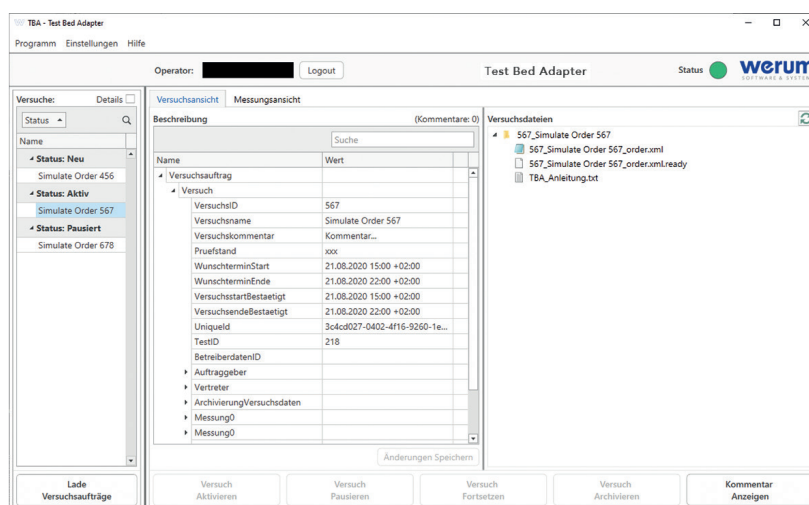 TBA - Test Bed Adapter
Programm Einstellungen Hilfe
Operator: Logout Test Bed Adapter Status werum
SOFTWARE & SYSTEMS
Versuche: Details
Status
Name
Status: Neu
Simulate Order 456
Status: Aktiv
Simulate Order 567
Status: Pausiert
Simulate Order 678
Lade
Versuchsaufträge
Versuchsansicht Messungsansicht
Beschreibung (Kommentare: 0)
Suche
Name Wert
Versuchsauftrag
Versuch
VersuchsID 567
Versuchsname Simulate Order 567
Versuchskommentar Kommentar...
Pruefstand xxx
WunschterminStart 21.08.2020 15:00 +02:00
WunschterminEnde 21.08.2020 22:00 +02:00
VersuchsstartBestaetigt 21.08.2020 15:00 +02:00
VersuchsendeBestaetigt 21.08.2020 22:00 +02:00
UniqueId 3c4cd027-0402-4f16-9260-1e...
TestID 218
BetreiberdatenID
Auftraggeber
Vertreter
ArchivierungVersuchsdaten
Messung0
Messung0
Änderungen Speichern
Versuchsdateien
567_Simulate Order 567
567_Simulate Order 567_order.xml
567_Simulate Order 567_order.xml.ready
TBA_Anleitung.txt
Versuch
Aktivieren
Versuch
Pausieren
Versuch
Fortsetzen
Versuch
Archivieren
Kommentar
Anzeigen